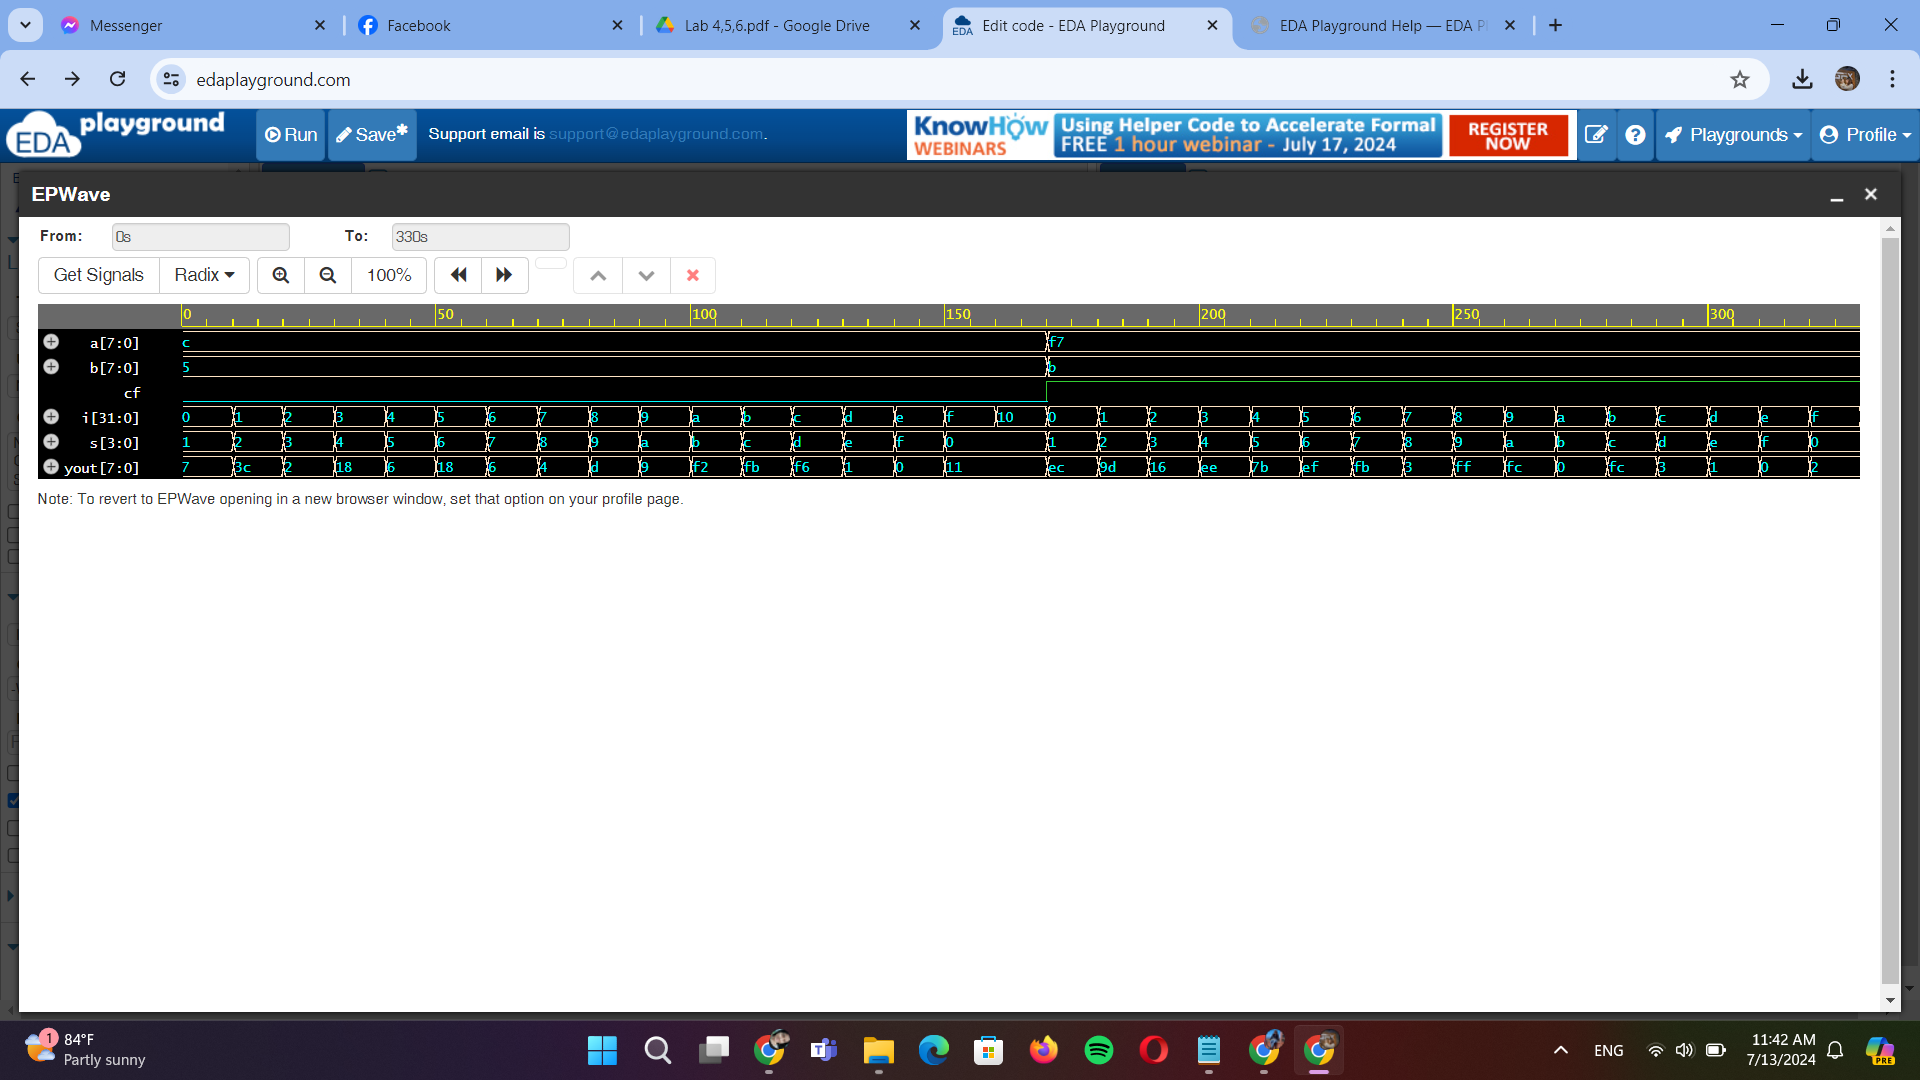 Messenger
Facebook
Lab 4,5,6.pdf - Google Drive
Edit code - EDA Playground
EDA Playground Help — EDA P
edaplayground.com
EDA playground
Run
Save*
Support email is support@edaplayground.com.
KnowHow WEBINARS
Using Helper Code to Accelerate Formal
FREE 1 hour webinar - July 17, 2024
REGISTER NOW
Playgrounds
Profile
EPWave
From: 0s To: 330s
Get Signals Radix 100%
0 50 100 150 200 250 300
a[7:0] c f7
b[7:0] 5 b
cf
i[31:0] 0 1 2 3 4 5 6 7 8 9 a b c d e f 10 0 1 2 3 4 5 6 7 8 9 a b c d e f
s[3:0] 1 2 3 4 5 6 7 8 9 a b c d e f 0 1 2 3 4 5 6 7 8 9 a b c d e f 0
yout[7:0] 7 3c 2 18 6 18 6 4 d 9 f2 fb f6 1 0 11 ec 9d 16 ee 7b ef fb 3 ff fc 0 fc 3 1 0 2
Note: To revert to EPWave opening in a new browser window, set that option on your profile page.
1
84°F
Partly sunny
ENG
11:42 AM
7/13/2024
PRE